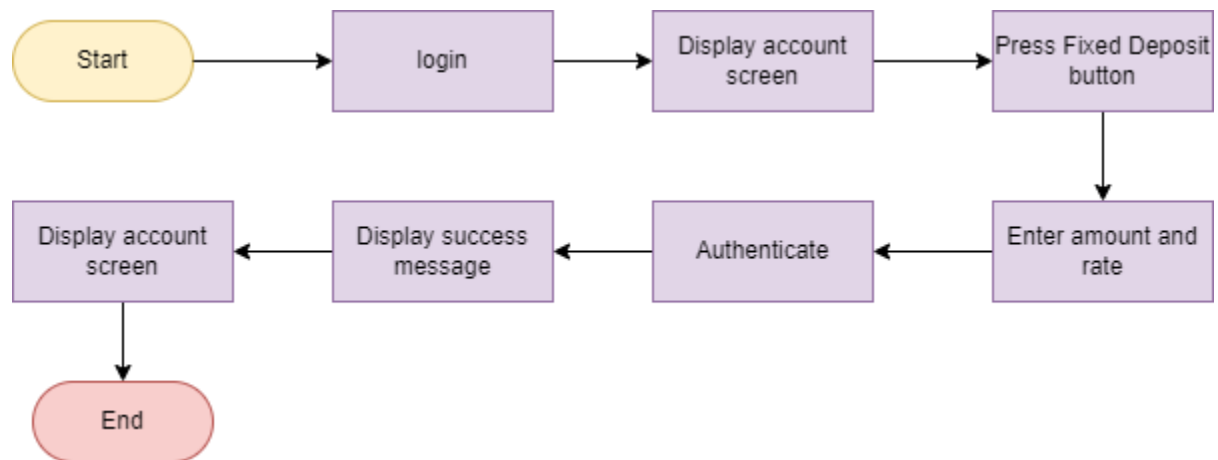 Start
login
Display account
screen
Press Fixed Deposit
button
Enter amount and
rate
Authenticate
Display success
message
Display account
screen
End